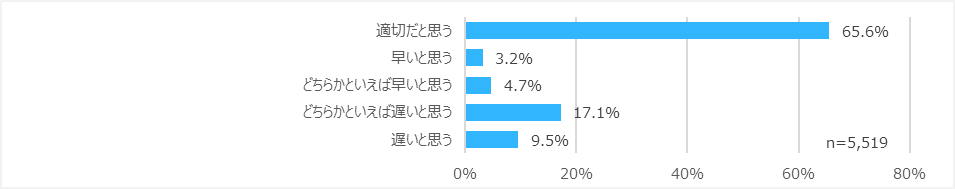 適切だと思う 65.6%
早いと思う 3.2%
どちらかといえば早いと思う 4.7%
どちらかといえば遅いと思う 17.1%
遅いと思う 9.5%
n=5,519
0% 20% 40% 60% 80%